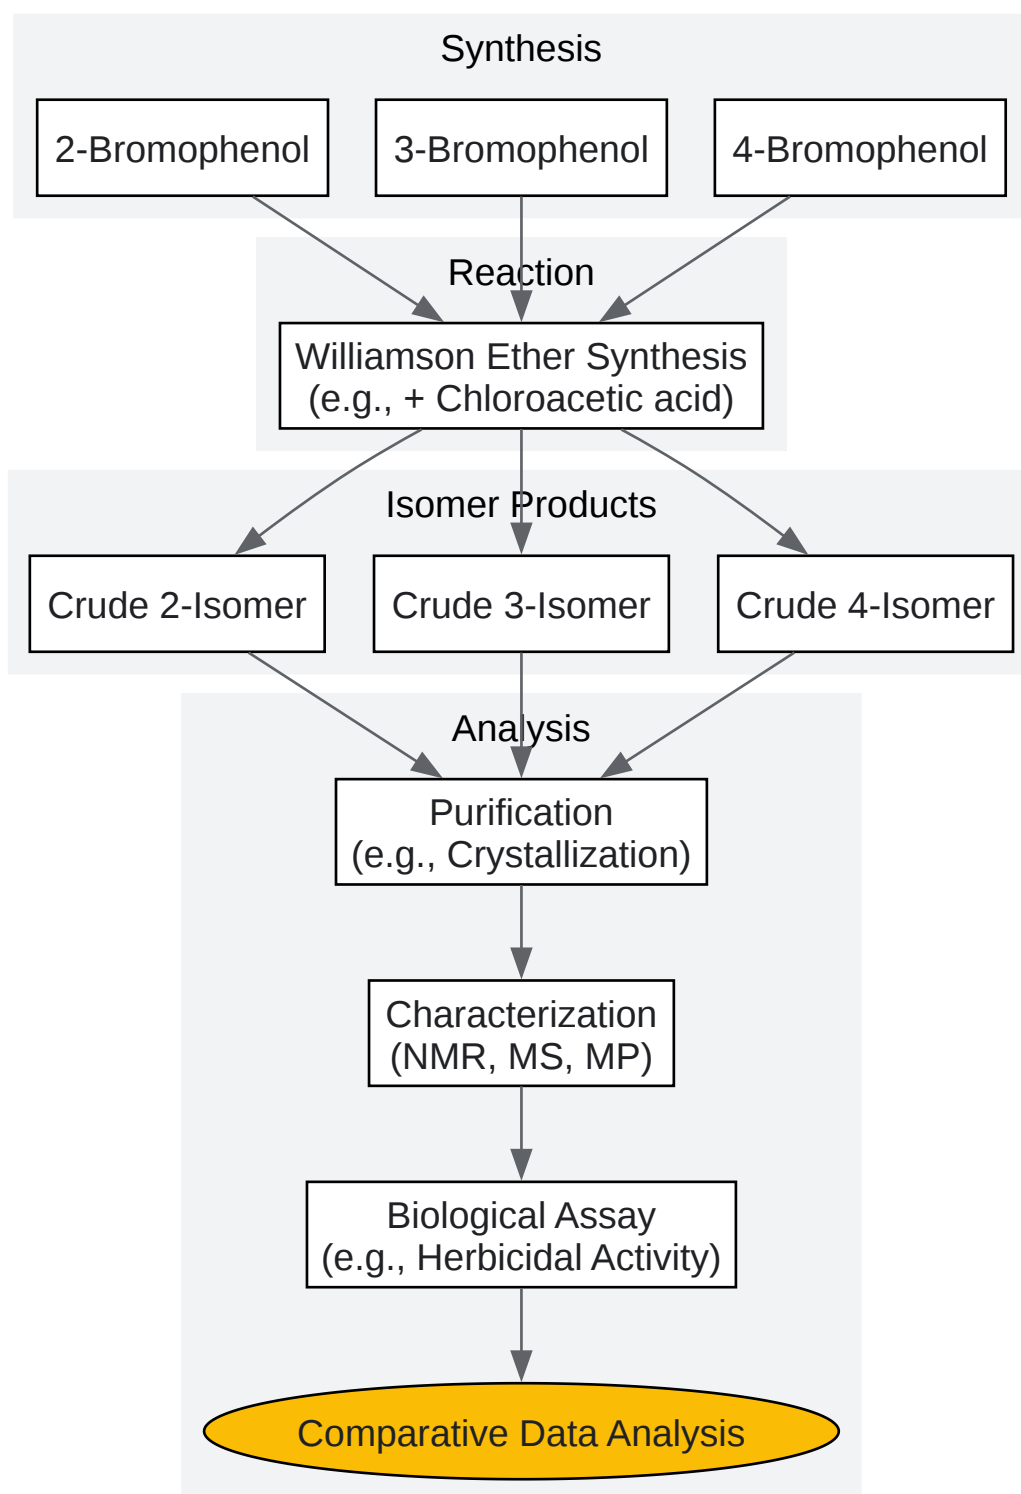 Synthesis
2-Bromophenol
3-Bromophenol
4-Bromophenol
Reaction
Williamson Ether Synthesis
(e.g., + Chloroacetic acid)
Isomer Products
Crude 2-Isomer
Crude 3-Isomer
Crude 4-Isomer
Analysis
Purification
(e.g., Crystallization)
Characterization
(NMR, MS, MP)
Biological Assay
(e.g., Herbicidal Activity)
Comparative Data Analysis